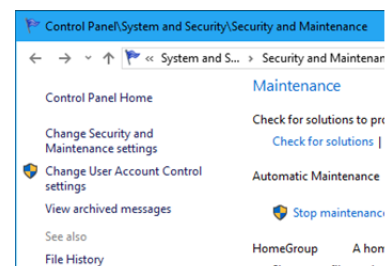 Control Panel\System and Security\Security and Maintenance
« System and S... › Security and Maintenan
Control Panel Home
Change Security and
Maintenance settings
Change User Account Control
settings
View archived messages
See also
File History
Maintenance
Check for solutions to pro
Check for solutions |
Automatic Maintenance
Stop maintenance
HomeGroup A hom